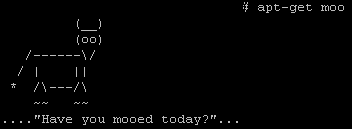 # apt-get moo
         (__)
         (oo)
   /------\/
  / |    ||
 *  /\---/\
    ~~   ~~
...."Have you mooed today?"...